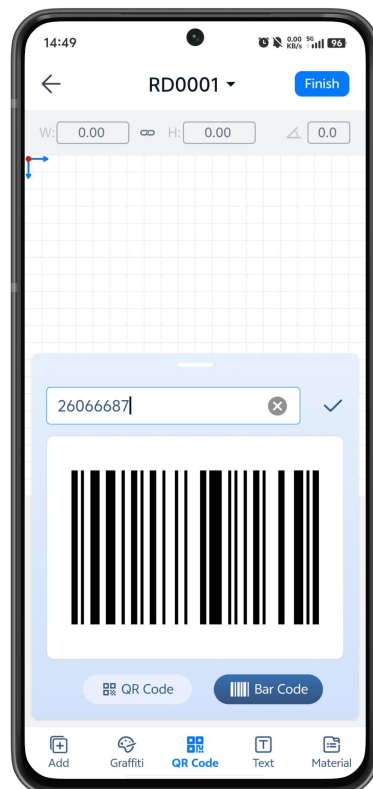 14:49 0.00 KB/s 5G 96
RD0001 Finish
W: 0.00 H: 0.00 0.0
26066687
QR Code Bar Code
Add Graffiti QR Code Text Material